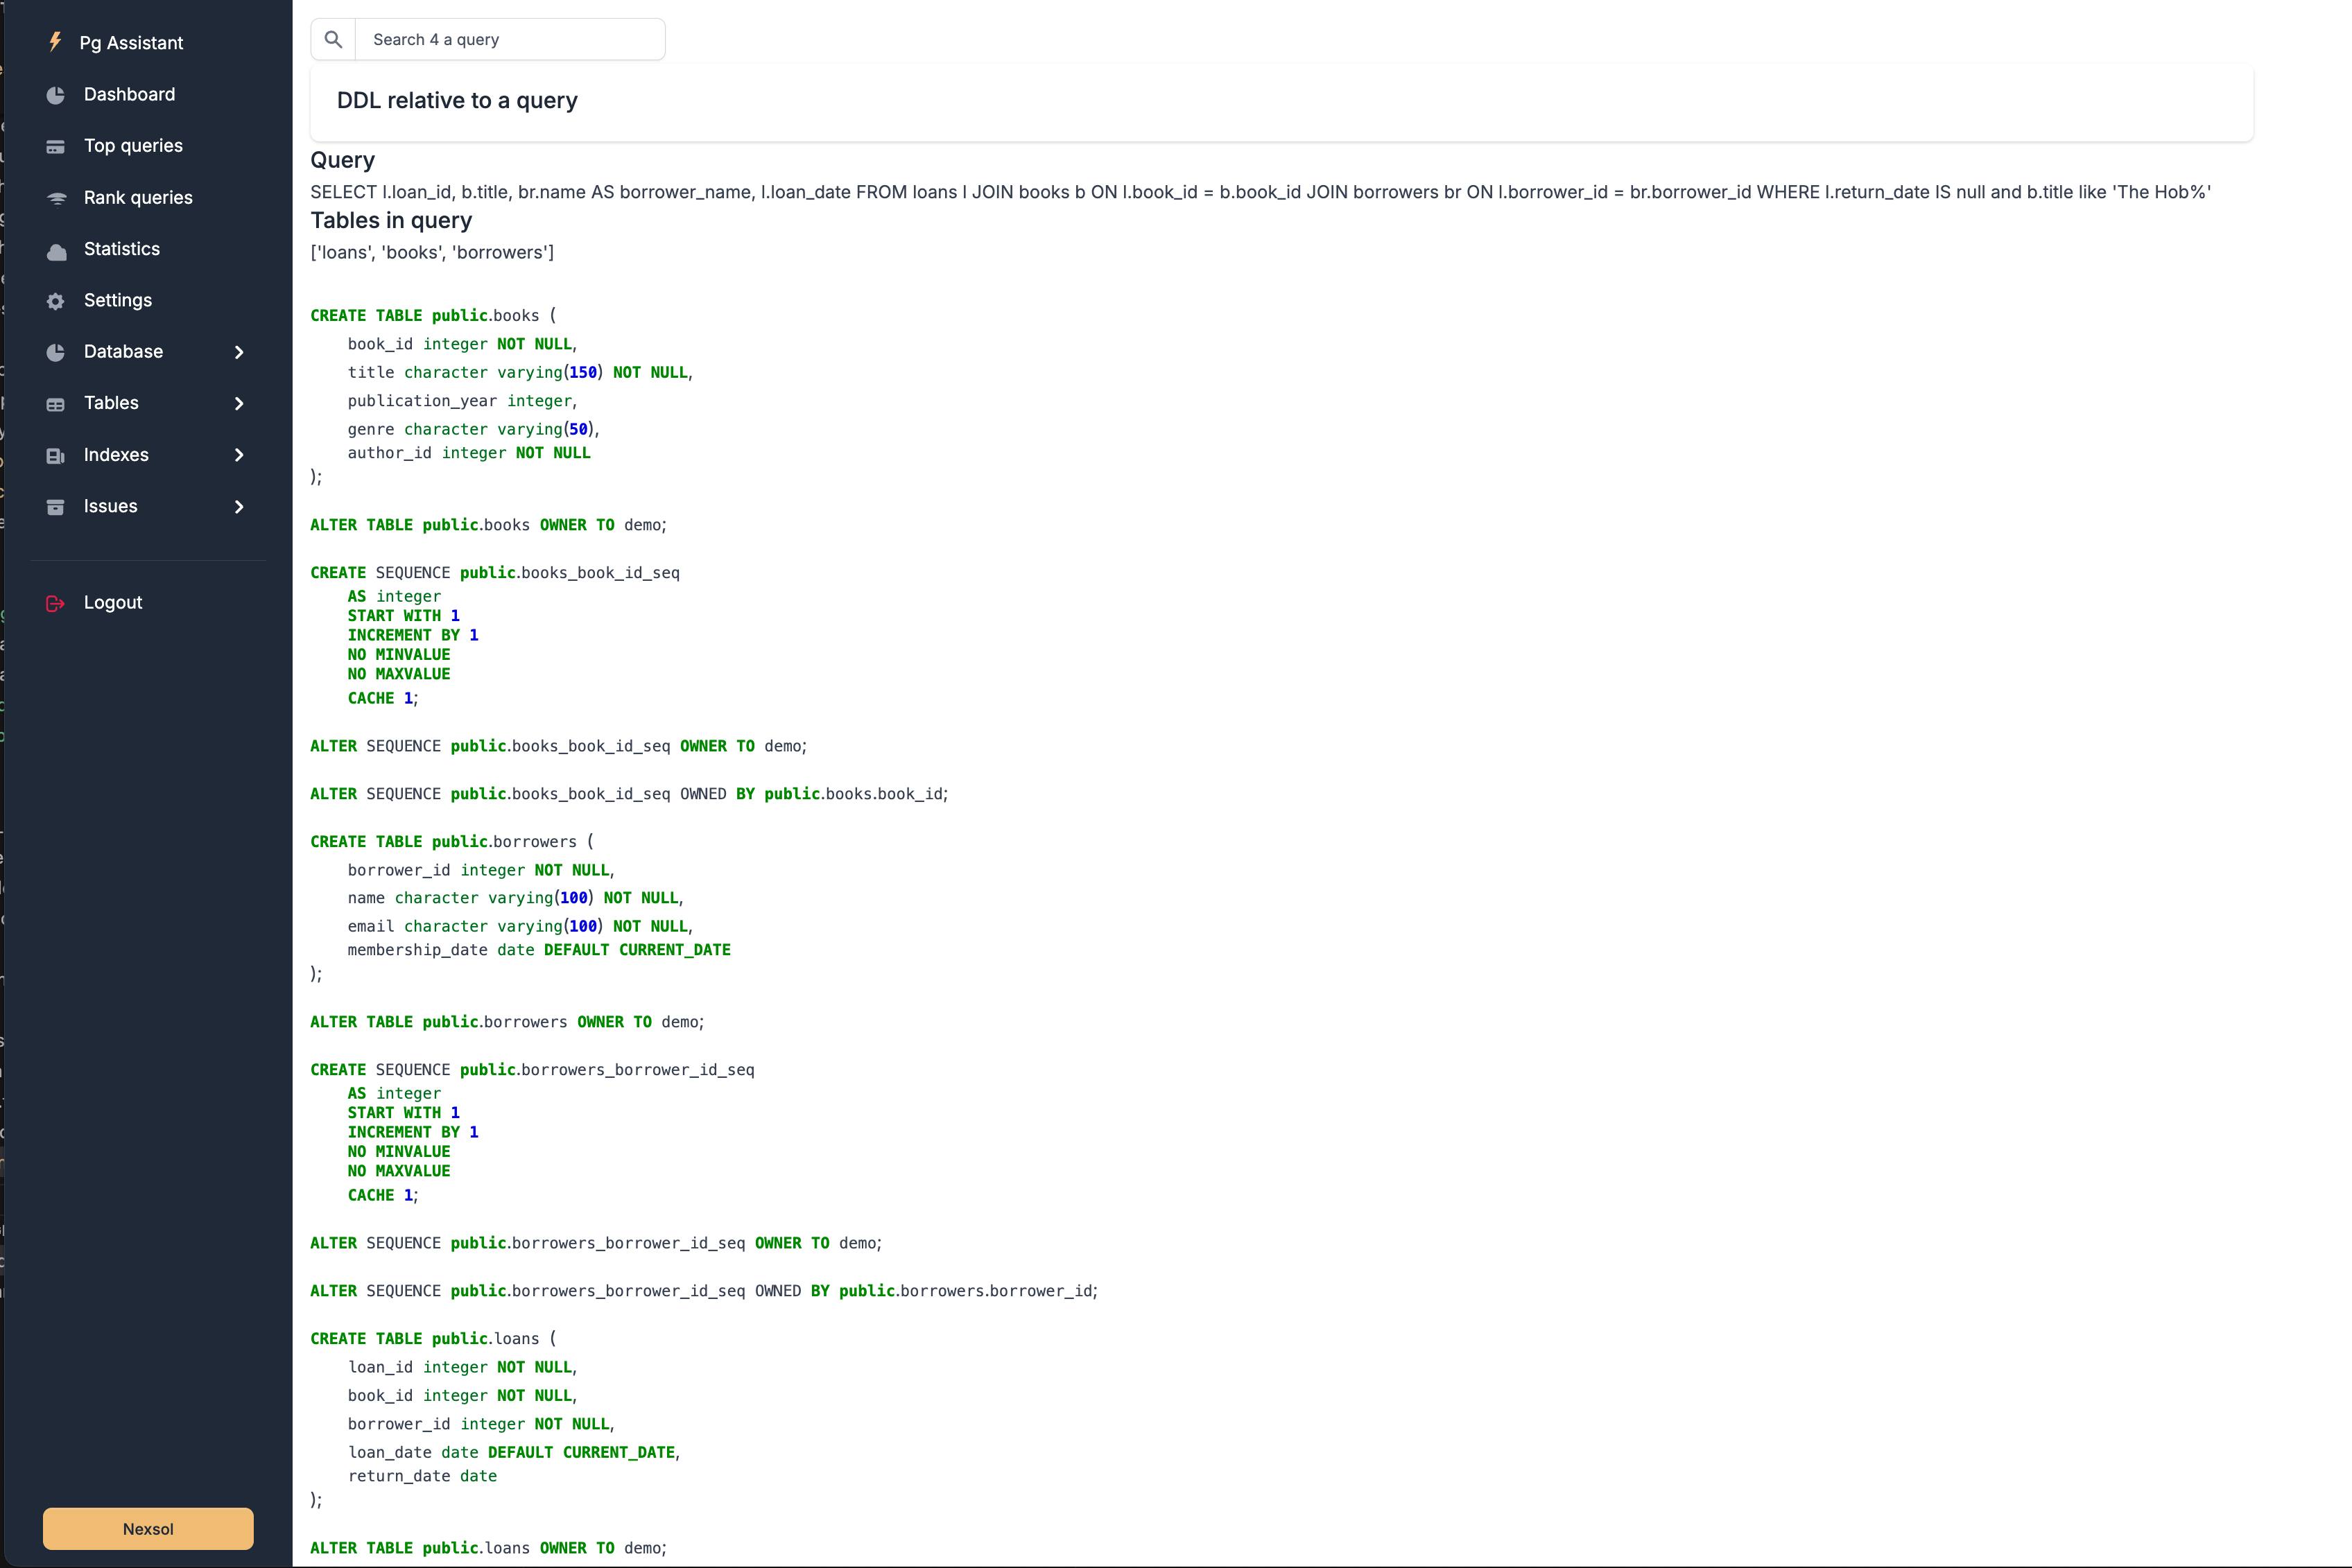 Pg Assistant
Dashboard
Top queries
Rank queries
Statistics
Settings
Database
Tables
Indexes
Issues
Logout
Nexsol
Search 4 a query
DDL relative to a query
Query
SELECT l.loan_id, b.title, br.name AS borrower_name, l.loan_date FROM loans l JOIN books b ON l.book_id = b.book_id JOIN borrowers br ON l.borrower_id = br.borrower_id WHERE l.return_date IS null and b.title like 'The Hob%'
Tables in query
['loans', 'books', 'borrowers']
CREATE TABLE public.books (
book_id integer NOT NULL,
title character varying(150) NOT NULL,
publication_year integer,
genre character varying(50),
author_id integer NOT NULL
);
ALTER TABLE public.books OWNER TO demo;
CREATE SEQUENCE public.books_book_id_seq
AS integer
START WITH 1
INCREMENT BY 1
NO MINVALUE
NO MAXVALUE
CACHE 1;
ALTER SEQUENCE public.books_book_id_seq OWNER TO demo;
ALTER SEQUENCE public.books_book_id_seq OWNED BY public.books.book_id;
CREATE TABLE public.borrowers (
borrower_id integer NOT NULL,
name character varying(100) NOT NULL,
email character varying(100) NOT NULL,
membership_date date DEFAULT CURRENT_DATE
);
ALTER TABLE public.borrowers OWNER TO demo;
CREATE SEQUENCE public.borrowers_borrower_id_seq
AS integer
START WITH 1
INCREMENT BY 1
NO MINVALUE
NO MAXVALUE
CACHE 1;
ALTER SEQUENCE public.borrowers_borrower_id_seq OWNER TO demo;
ALTER SEQUENCE public.borrowers_borrower_id_seq OWNED BY public.borrowers.borrower_id;
CREATE TABLE public.loans (
loan_id integer NOT NULL,
book_id integer NOT NULL,
borrower_id integer NOT NULL,
loan_date date DEFAULT CURRENT_DATE,
return_date date
);
ALTER TABLE public.loans OWNER TO demo;